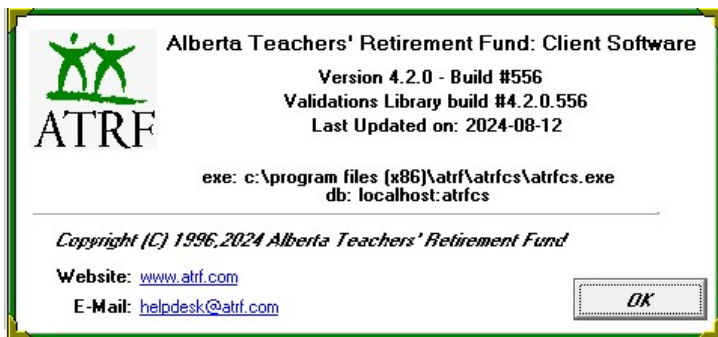 ATRF
Alberta Teachers' Retirement Fund: Client Software
Version 4.2.0 - Build #556
Validations Library build #4.2.0.556
Last Updated on: 2024-08-12
exe: c:\program files (x86)\atrf\atrfcs\atrfcs.exe
db: localhost:atrfcs
Copyright (C) 1996,2024 Alberta Teachers' Retirement Fund
Website: www.atrf.com
E-Mail: helpdesk@atrf.com
OK